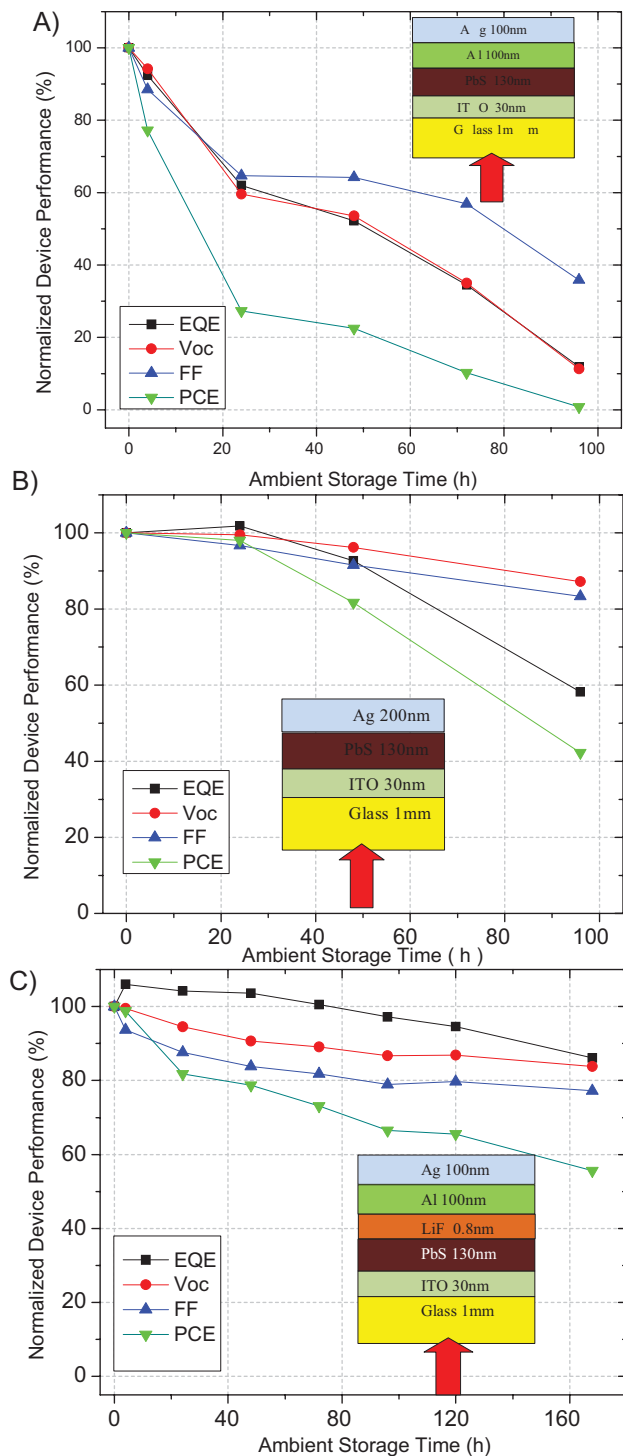 A)
Normalized Device Performance (%)
100
80
60
40
20
0
A g 100nm
Al 100nm
PbS 130nm
IT O 30nm
G lass 1m m
EQE
Voc
FF
PCE
0 20 40 60 80 100
Ambient Storage Time (h)
B)
Normalized Device Performance (%)
100
80
60
40
20
0
Ag 200nm
PbS 130nm
ITO 30nm
Glass 1mm
EQE
Voc
FF
PCE
0 20 40 60 80 100
Ambient Storage Time ( h )
C)
Normalized Device Performance (%)
100
80
60
40
20
0
Ag 100nm
Al 100nm
LiF 0.8nm
PbS 130nm
ITO 30nm
Glass 1mm
EQE
Voc
FF
PCE
0 40 80 120 160
Ambient Storage Time (h)